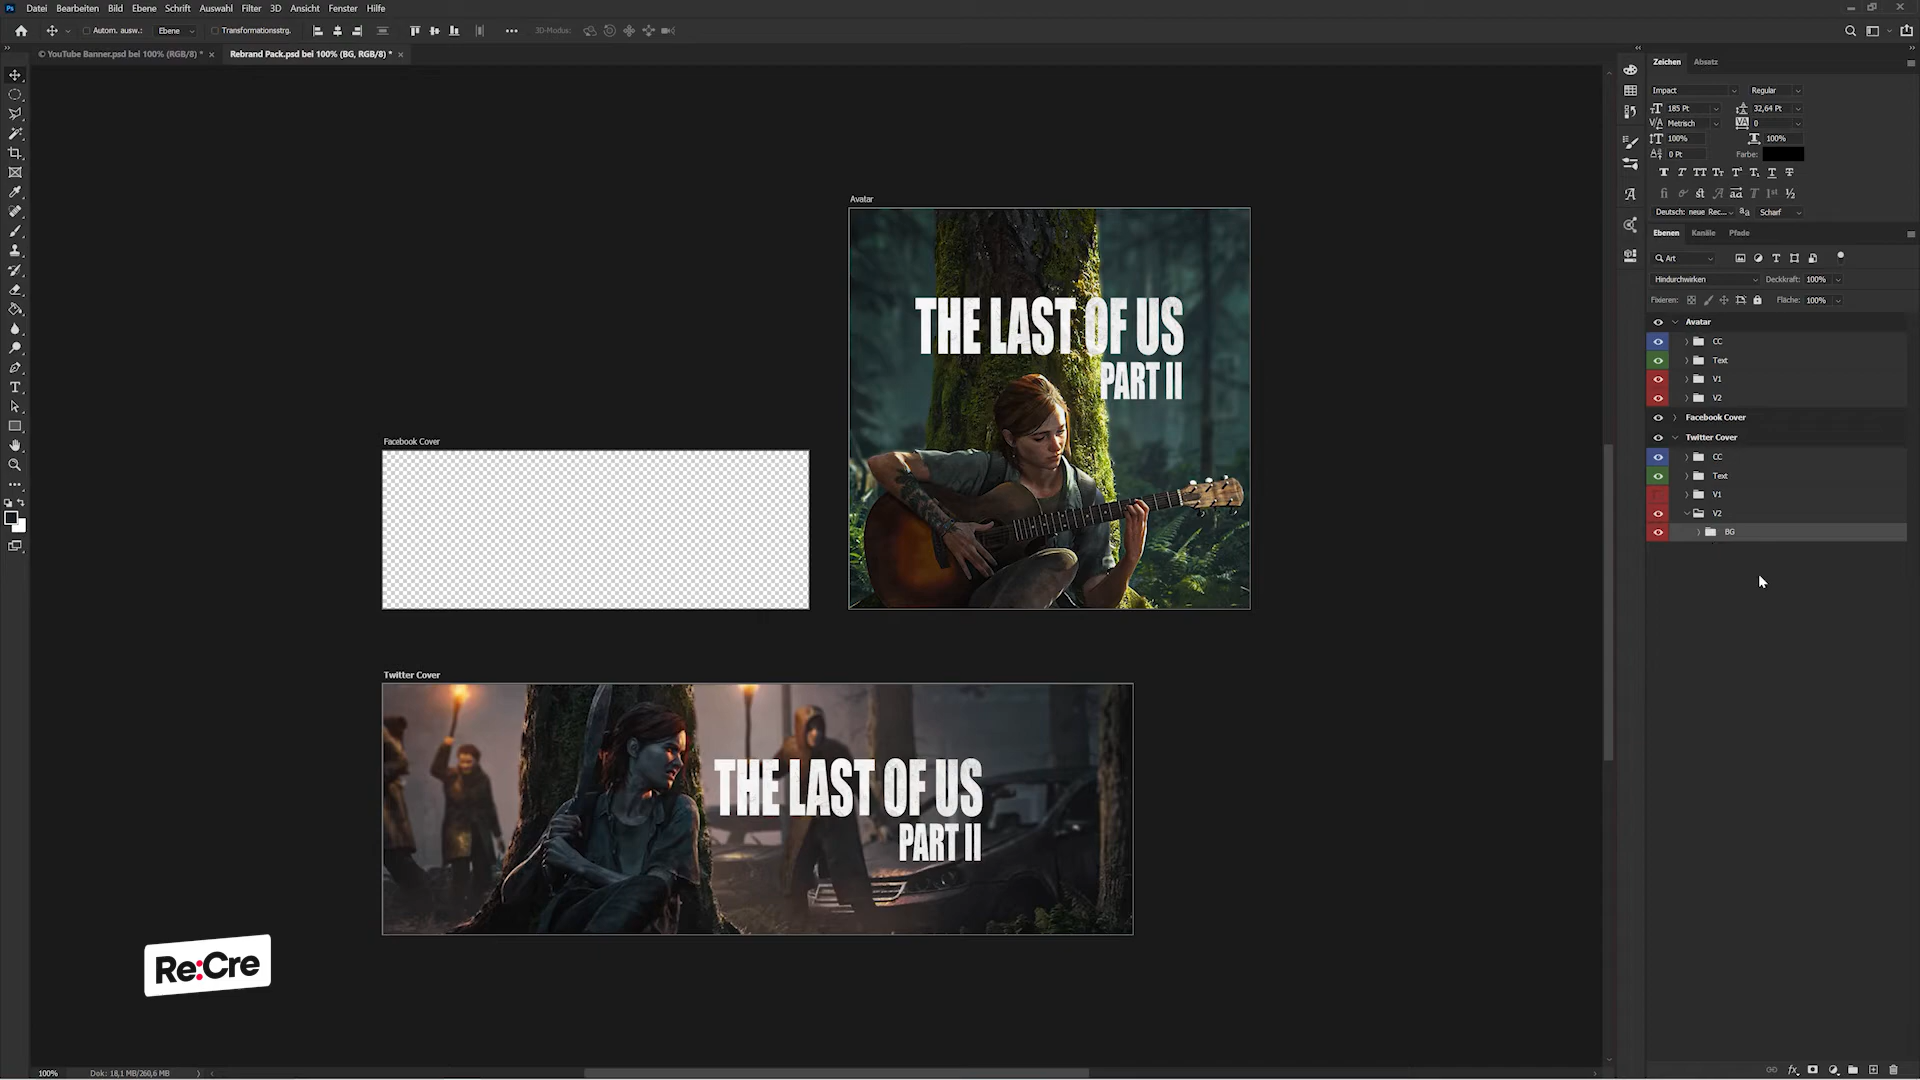 Ps Datei Bearbeiten Bild Ebene Schrift Auswahl Filter 3D Ansicht Fenster Hilfe
Autom. ausw.: Ebene Transformationsstrg. 3D-Modus:
© YouTube Banner.psd bei 100% (RGB/8) * × Rebrand Pack.psd bei 100% (BG, RGB/8) * ×
Zeichen Absatz
Impact Regular
185 Pt 32,64 Pt
Metrisch 0
100% 100%
0 Pt Farbe:
Deutsch: neue Rec... Scharf
Ebenen Kanäle Pfade
Art
Hindurchwirken Deckkraft: 100%
Fixieren: Fläche: 100%
Avatar
CC
Text
V1
V2
Facebook Cover
Twitter Cover
CC
Text
V1
V2
BG
Avatar
THE LAST OF US
PART II
Facebook Cover
Twitter Cover
THE LAST OF US
PART II
Re:Cre
100% Dok: 18,1 MB/260,6 MB